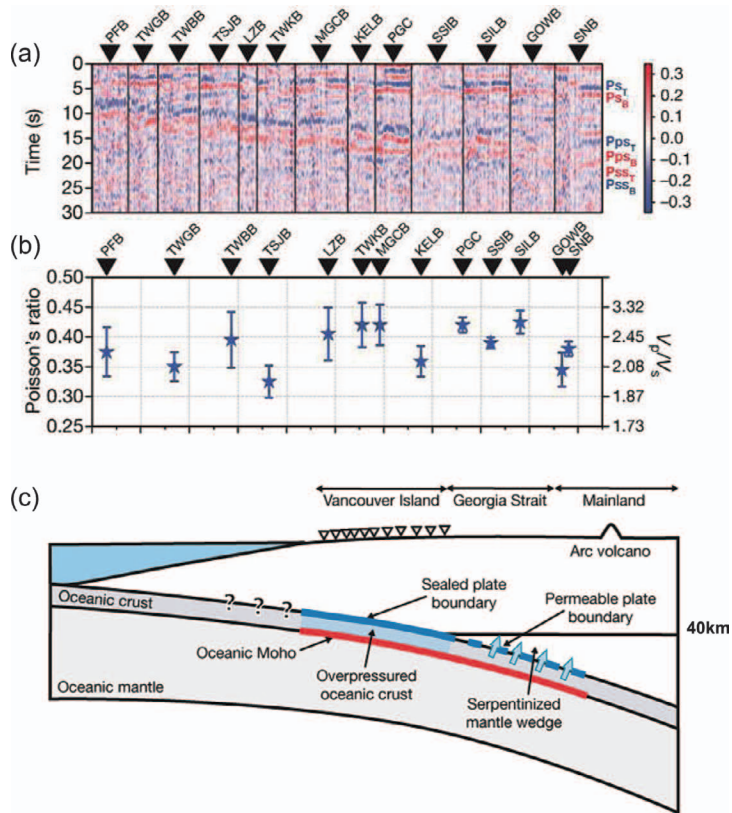 (a)
PFB TWGB TWBB TSJB LZB TWKB MGCB KELB PGC SSIB SILB GOWB SNB
Time (s)
0
5
10
15
20
25
30
PsT
PsB
PpsT
PpsB
PssT
PssB
0.3
0.2
0.1
0.0
−0.1
−0.2
−0.3
(b)
PFB TWGB TWBB TSJB LZB TWKB MGCB KELB PGC SSIB SILB GOWB SNB
Poisson's ratio
0.50
0.45
0.40
0.35
0.30
0.25
3.32
2.45
2.08
1.87
1.73
Vp/Vs
(c)
Vancouver Island Georgia Strait Mainland
Arc volcano
Sealed plate
boundary
Permeable plate
boundary
Oceanic crust
? ? ?
40km
Oceanic Moho
Overpressured
oceanic crust
Serpentinized
mantle wedge
Oceanic mantle